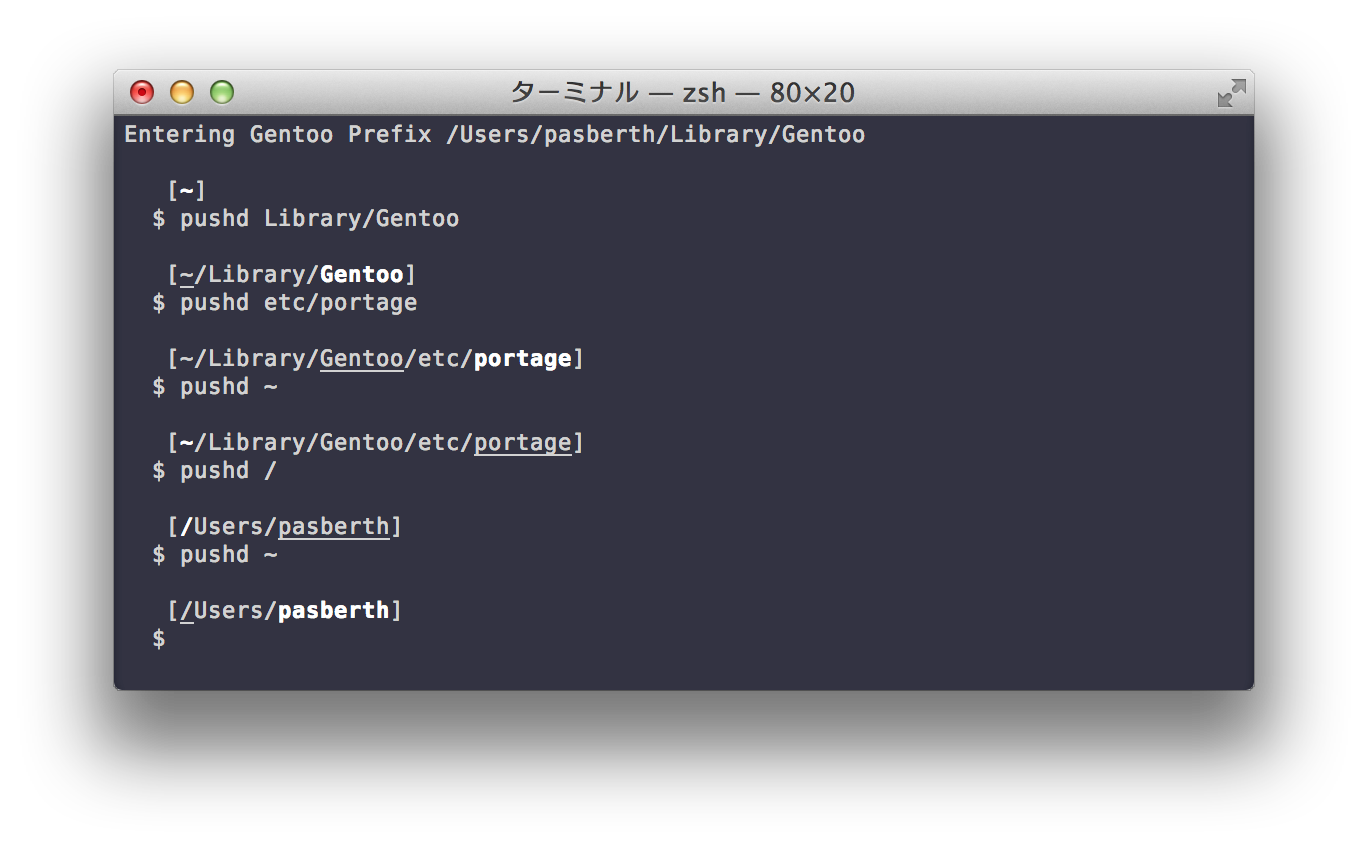 ターミナル — zsh — 80×20
Entering Gentoo Prefix /Users/pasberth/Library/Gentoo
[~]
$ pushd Library/Gentoo
[~/Library/Gentoo]
$ pushd etc/portage
[~/Library/Gentoo/etc/portage]
$ pushd ~
[~/Library/Gentoo/etc/portage]
$ pushd /
[/Users/pasberth]
$ pushd ~
[/Users/pasberth]
$